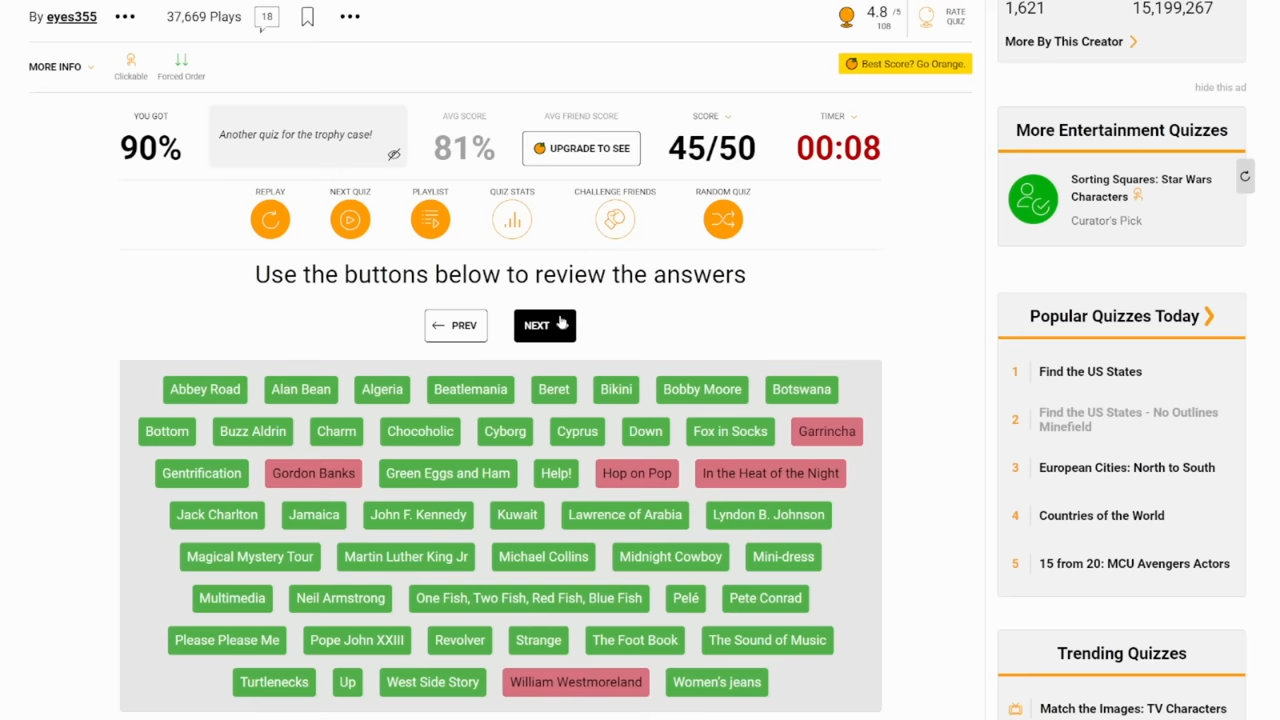 By eyes355 ••• 37,669 Plays 18 •••
4.8 /5
108
RATE
QUIZ
MORE INFO
Clickable
Forced Order
Best Score? Go Orange.
YOU GOT
90%
Another quiz for the trophy case!
AVG SCORE
81%
AVG FRIEND SCORE
UPGRADE TO SEE
SCORE
45/50
TIMER
00:08
REPLAY
NEXT QUIZ
PLAYLIST
QUIZ STATS
CHALLENGE FRIENDS
RANDOM QUIZ
Use the buttons below to review the answers
← PREV
NEXT
Abbey Road Alan Bean Algeria Beatlemania Beret Bikini Bobby Moore Botswana
Bottom Buzz Aldrin Charm Chocoholic Cyborg Cyprus Down Fox in Socks Garrincha
Gentrification Gordon Banks Green Eggs and Ham Help! Hop on Pop In the Heat of the Night
Jack Charlton Jamaica John F. Kennedy Kuwait Lawrence of Arabia Lyndon B. Johnson
Magical Mystery Tour Martin Luther King Jr Michael Collins Midnight Cowboy Mini-dress
Multimedia Neil Armstrong One Fish, Two Fish, Red Fish, Blue Fish Pelé Pete Conrad
Please Please Me Pope John XXIII Revolver Strange The Foot Book The Sound of Music
Turtlenecks Up West Side Story William Westmoreland Women's jeans
1,621 15,199,267
More By This Creator
hide this ad
More Entertainment Quizzes
Sorting Squares: Star Wars
Characters
Curator's Pick
Popular Quizzes Today
1 Find the US States
2 Find the US States - No Outlines
Minefield
3 European Cities: North to South
4 Countries of the World
5 15 from 20: MCU Avengers Actors
Trending Quizzes
Match the Images: TV Characters